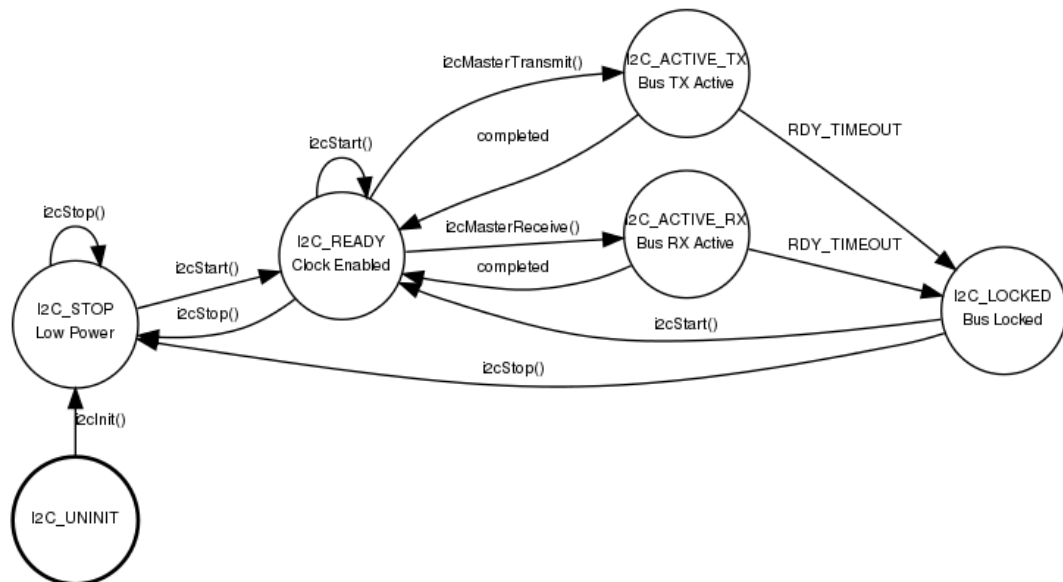 I2C_ACTIVE_TX
Bus TX Active
i2cMasterTransmit()
completed
RDY_TIMEOUT
i2cStart()
I2C_ACTIVE_RX
Bus RX Active
i2cMasterReceive()
completed
RDY_TIMEOUT
I2C_READY
Clock Enabled
i2cStop()
i2cStart()
i2cStop()
I2C_STOP
Low Power
I2C_LOCKED
Bus Locked
i2cStart()
i2cStop()
i2cInit()
I2C_UNINIT